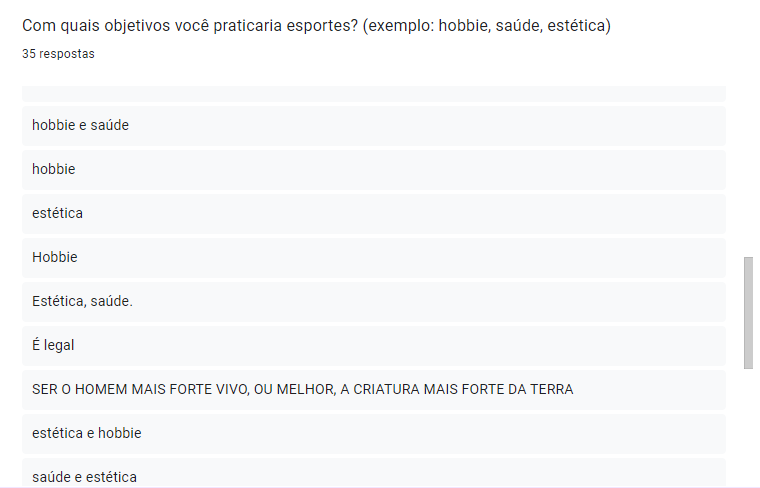 Com quais objetivos você praticaria esportes? (exemplo: hobbie, saúde, estética)
35 respostas
hobbie e saúde
hobbie
estética
Hobbie
Estética, saúde.
É legal
SER O HOMEM MAIS FORTE VIVO, OU MELHOR, A CRIATURA MAIS FORTE DA TERRA
estética e hobbie
saúde e estética